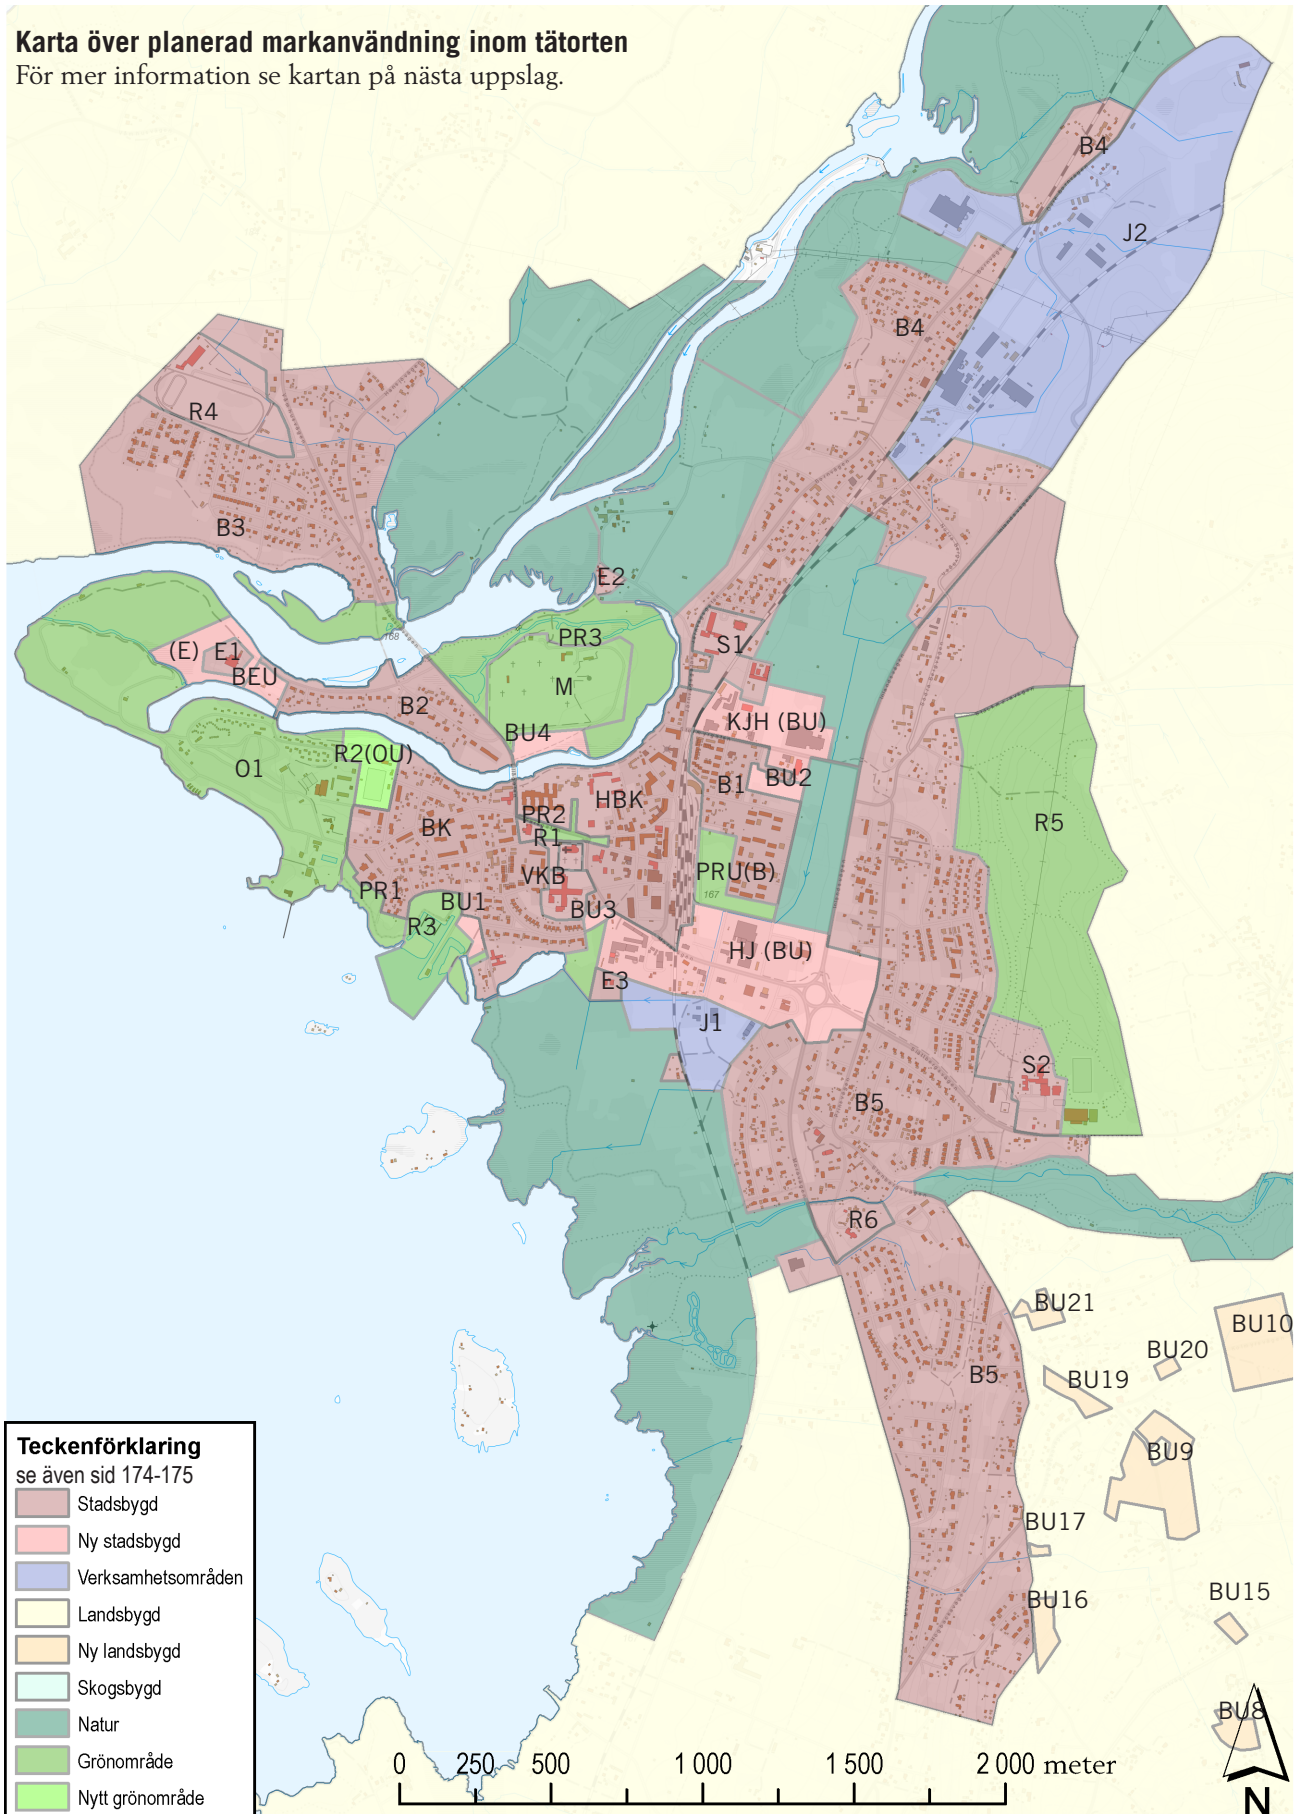 Karta över planerad markanvändning inom tätorten
För mer information se kartan på nästa uppslag.
B4
J2
B4
R4
B3
E2
168
PR3
S1
(E)
E1
BEU
M
B2
KJH (BU)
BU4
R2(OU)
O1
BU2
B1
HBK
PR2
BK
R1
R5
VKB
PRU(B)
PR1
167
BU1
BU3
R3
HJ (BU)
E3
J1
S2
B5
R6
BU21
BU10
BU20
B5
BU19
BU9
BU17
BU16
BU15
BU8
Teckenförklaring
se även sid 174-175
Stadsbygd
Ny stadsbygd
Verksamhetsområden
Landsbygd
Ny landsbygd
Skogsbygd
Natur
Grönområde
Nytt grönområde
0 250 500 1 000 1 500 2 000 meter
N